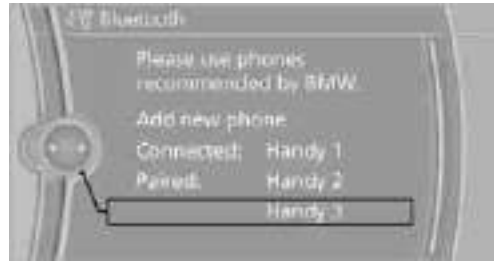 Bluetooth
Please use phones
recommended by BMW.
Add new phone
Connected: Handy 1
Paired: Handy 2
Handy 3